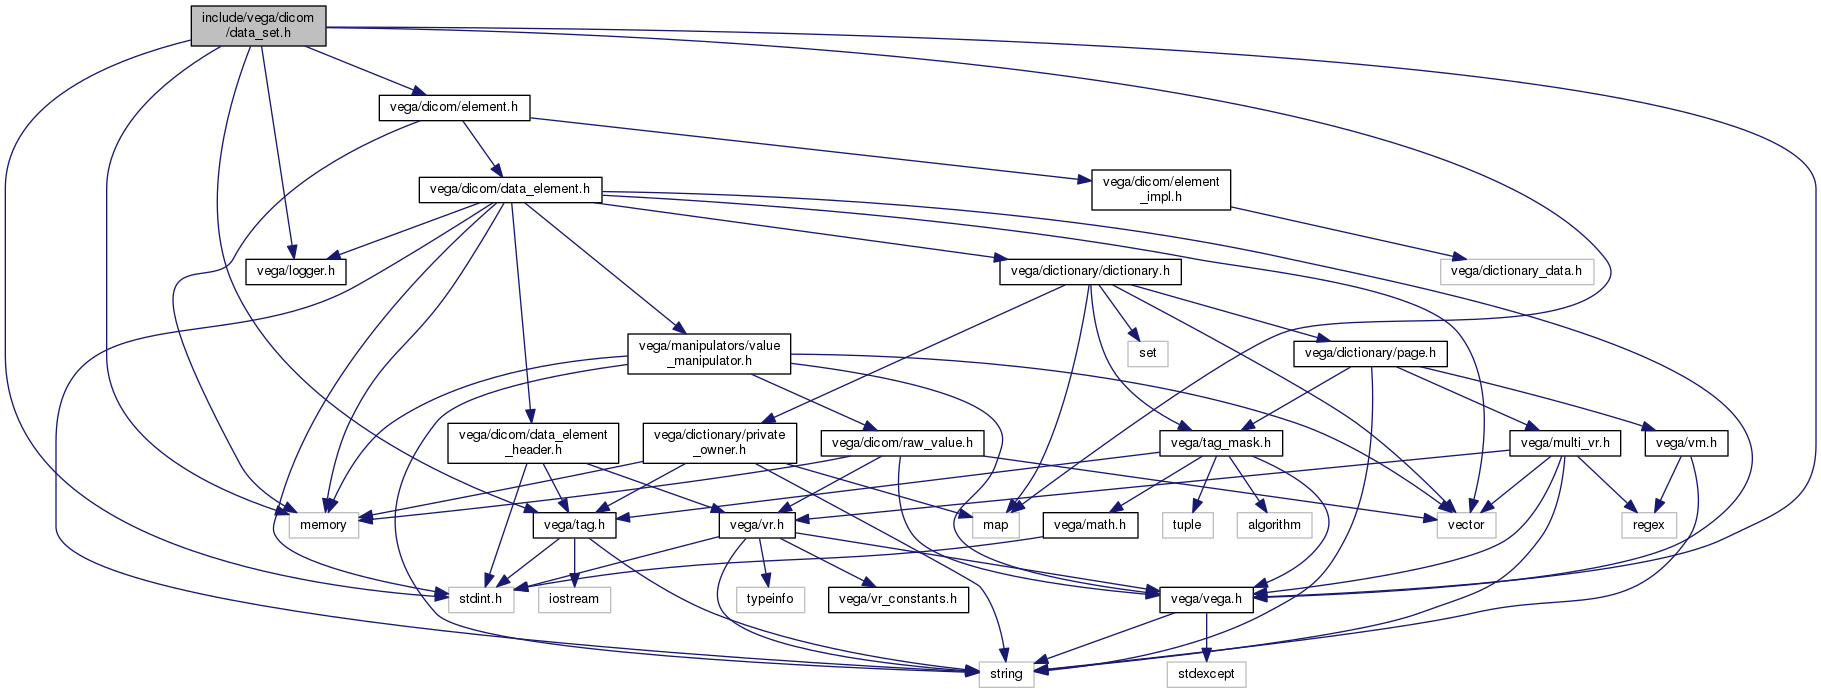 include/vega/dicom
/data_set.h
vega/dicom/element.h
vega/dicom/data_element.h
vega/dicom/element
_impl.h
vega/logger.h
vega/dictionary/dictionary.h
vega/dictionary_data.h
vega/manipulators/value
_manipulator.h
set
vega/dictionary/page.h
vega/dicom/data_element
_header.h
vega/dictionary/private
_owner.h
vega/dicom/raw_value.h
vega/tag_mask.h
vega/multi_vr.h
vega/vm.h
memory
vega/tag.h
vega/vr.h
map
vega/math.h
tuple
algorithm
vector
regex
stdint.h
iostream
typeinfo
vega/vr_constants.h
vega/vega.h
string
stdexcept